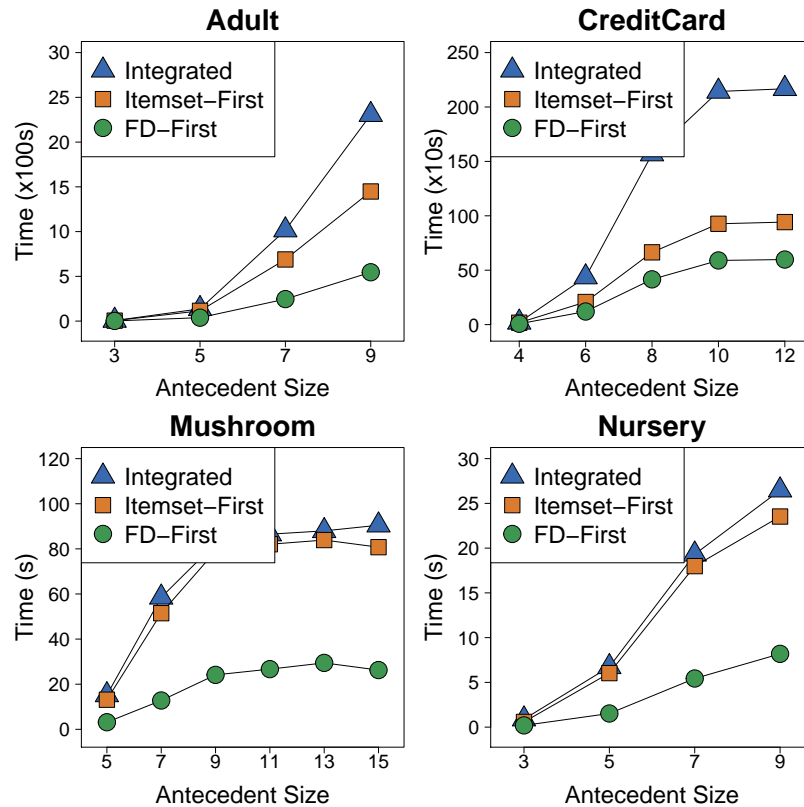 Adult
Time (x100s)
30
25
20
15
10
5
0
Integrated
Itemset-First
FD-First
3 5 7 9
Antecedent Size
CreditCard
Time (x10s)
250
200
150
100
50
0
Integrated
Itemset-First
FD-First
4 6 8 10 12
Antecedent Size
Mushroom
Time (s)
120
100
80
60
40
20
0
Integrated
Itemset-First
FD-First
5 7 9 11 13 15
Antecedent Size
Nursery
Time (s)
30
25
20
15
10
5
0
Integrated
Itemset-First
FD-First
3 5 7 9
Antecedent Size